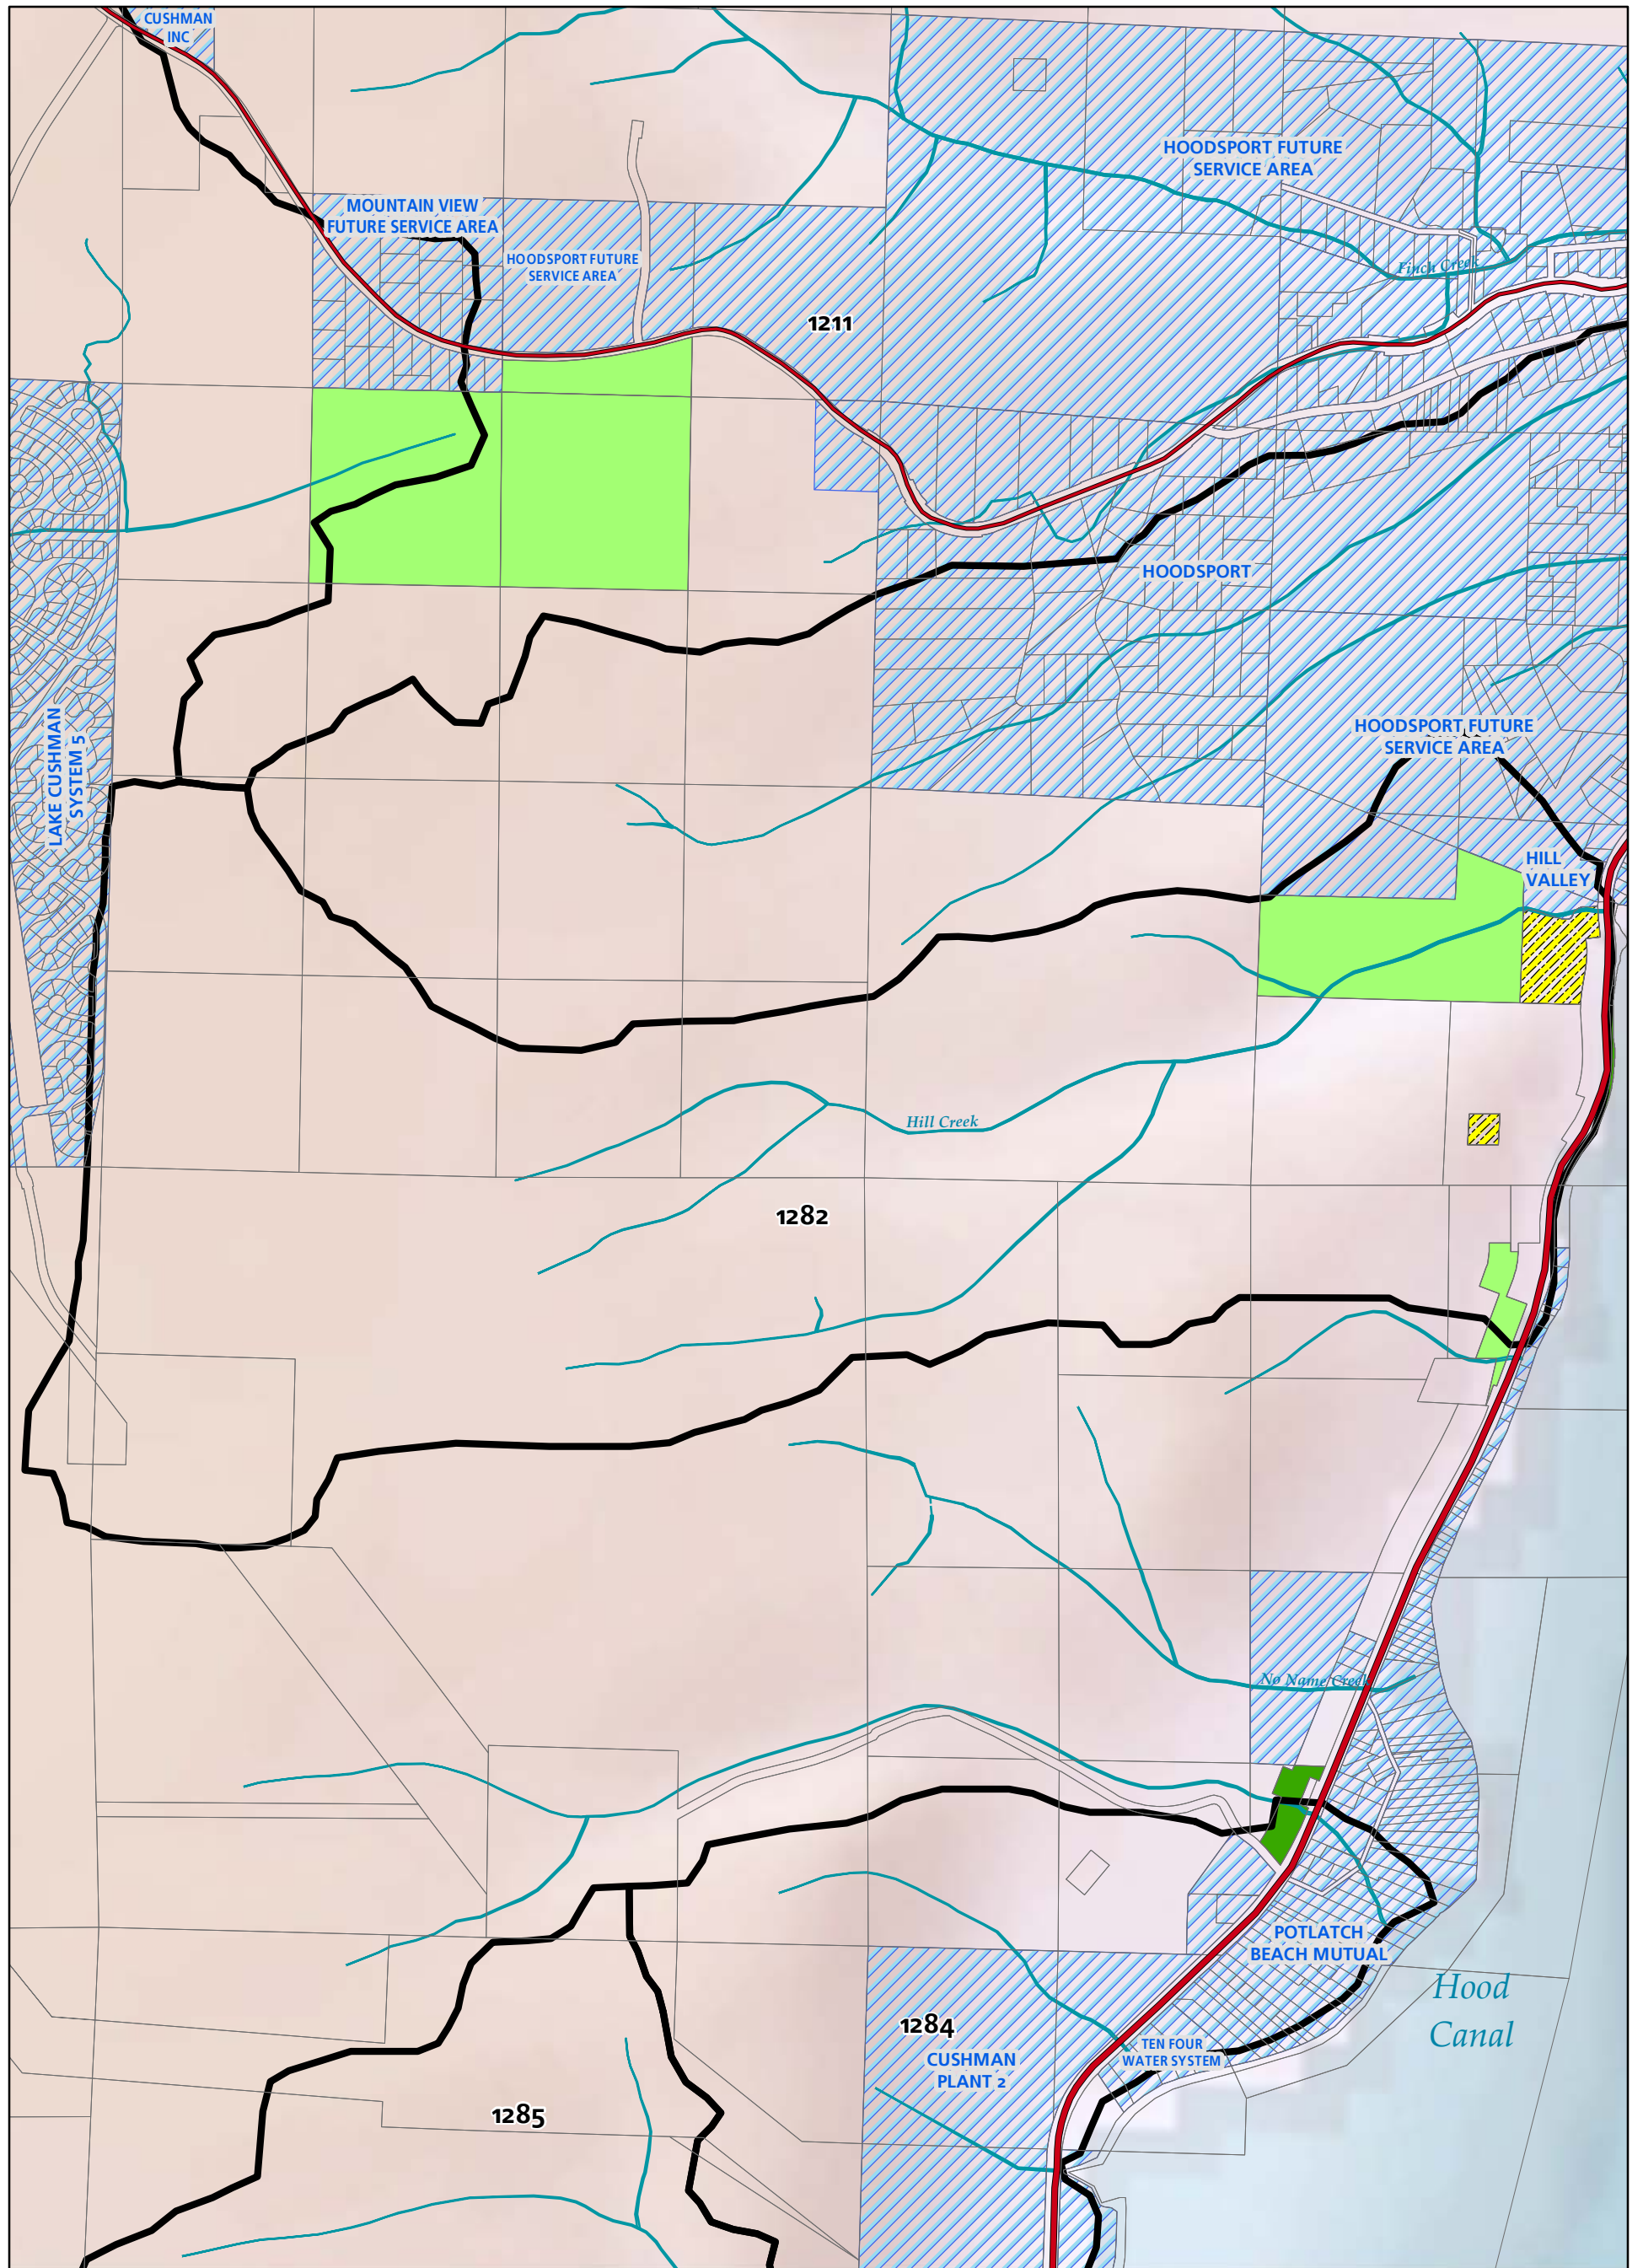 CUSHMAN
INC
HOODSPORT FUTURE
SERVICE AREA
MOUNTAIN VIEW
FUTURE SERVICE AREA
HOODSPORT FUTURE
SERVICE AREA
Finch Creek
1211
HOODSPORT
LAKE CUSHMAN
SYSTEM 5
HOODSPORT FUTURE
SERVICE AREA
HILL
VALLEY
Hill Creek
1282
No Name Creek
POTLATCH
BEACH MUTUAL
Hood
Canal
1284
CUSHMAN
PLANT 2
TEN FOUR
WATER SYSTEM
1285